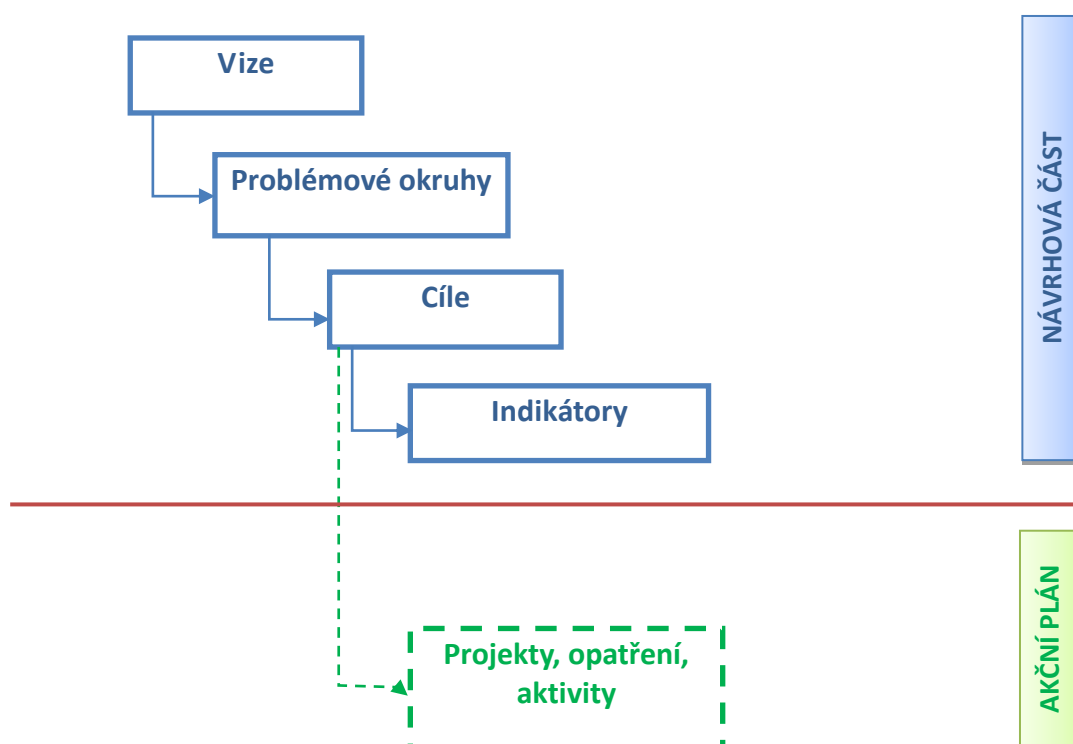 Vize
Problémové okruhy
Cíle
Indikátory
NÁVRHOVÁ ČÁST
Projekty, opatření,
aktivity
AKČNÍ PLÁN